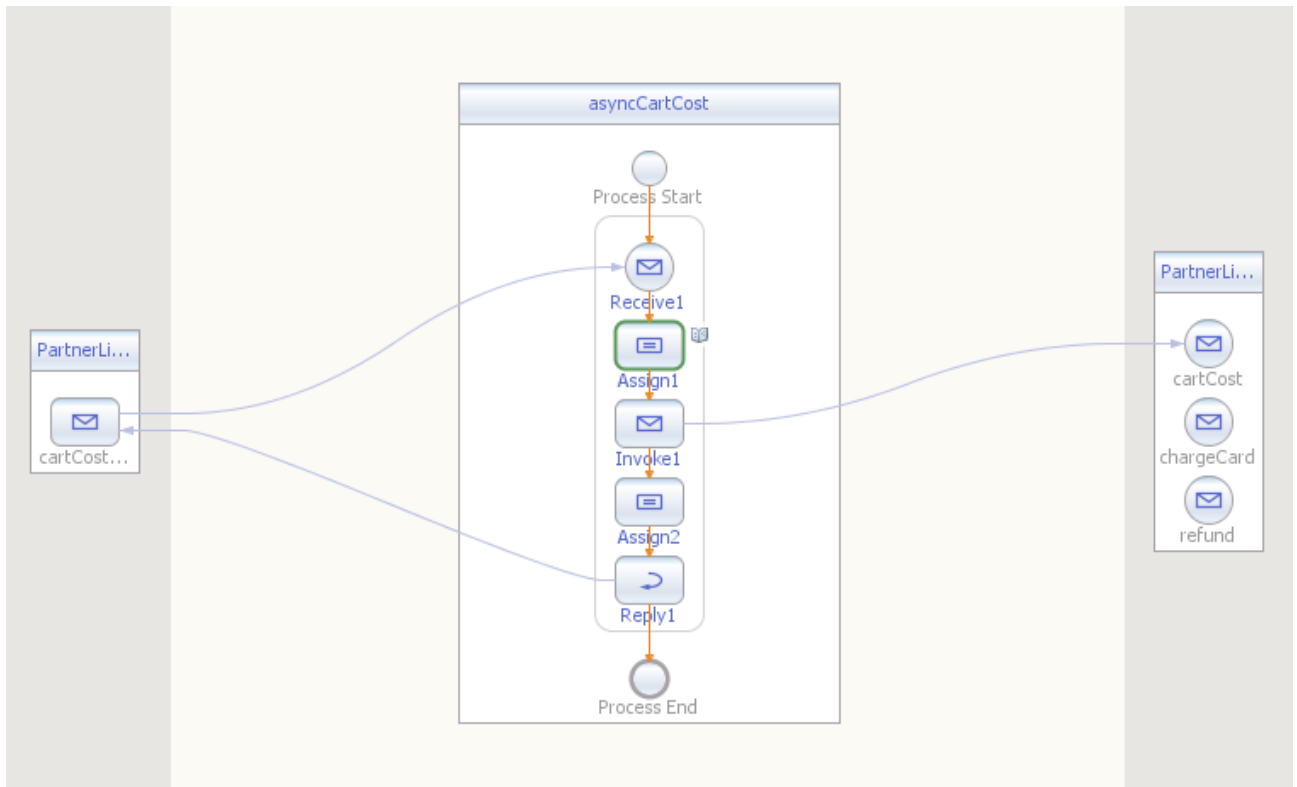 asyncCartCost
Process Start
Receive1
Assign1
Invoke1
Assign2
Reply1
Process End
PartnerLi...
cartCost...
PartnerLi...
cartCost
chargeCard
refund